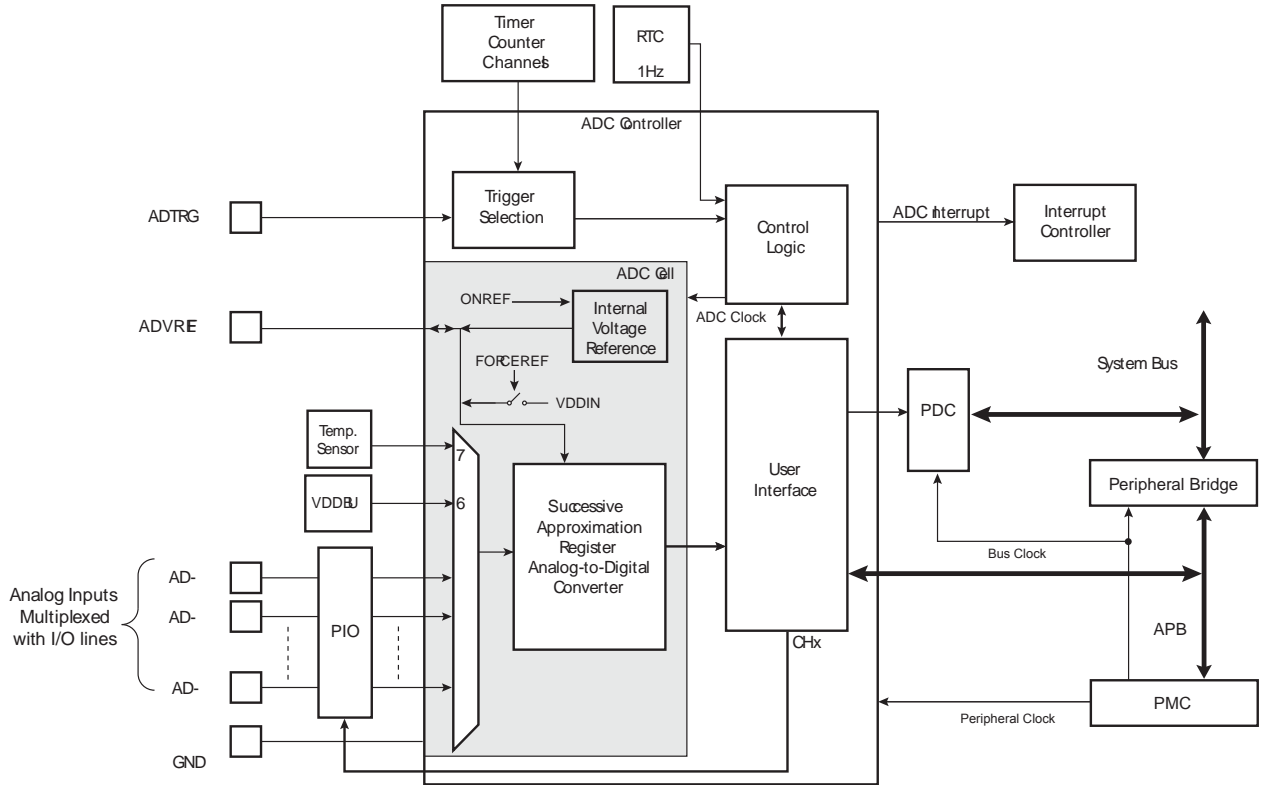 Timer
Counter
Channels
RTC
1Hz
ADC Controller
ADTRG
Trigger
Selection
Control
Logic
ADC Interrupt
Interrupt
Controller
ADC Cell
ONREF
Internal
Voltage
Reference
ADVREF
ADC Clock
FORCEREF
VDDIN
System Bus
PDC
Temp.
Sensor
7
VDDBU
6
User
Interface
Peripheral Bridge
Successive
Approximation
Register
Analog-to-Digital
Converter
Bus Clock
Analog Inputs
Multiplexed
with I/O lines
AD-
AD-
AD-
PIO
CHx
APB
PMC
Peripheral Clock
GND